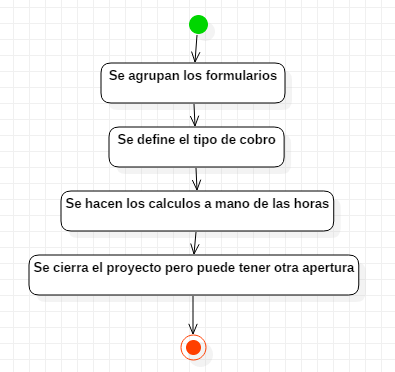 Se agrupan los formularios
Se define el tipo de cobro
Se hacen los calculos a mano de las horas
Se cierra el proyecto pero puede tener otra apertura